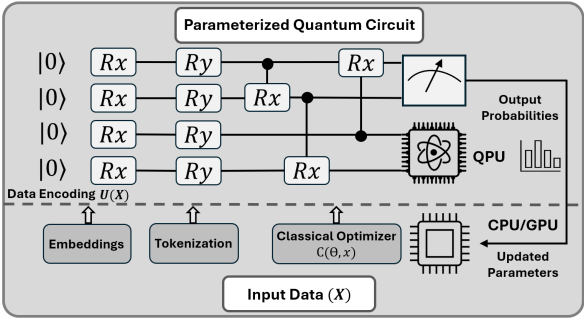 Parameterized Quantum Circuit
|0⟩ Rx Ry Rx
|0⟩ Rx Ry Rx
|0⟩ Rx Ry
|0⟩ Rx Ry Rx
Output
Probabilities
QPU
Data Encoding U(X)
CPU/GPU
Embeddings
Tokenization
Classical Optimizer
C(Θ, x)
Updated
Parameters
Input Data (X)